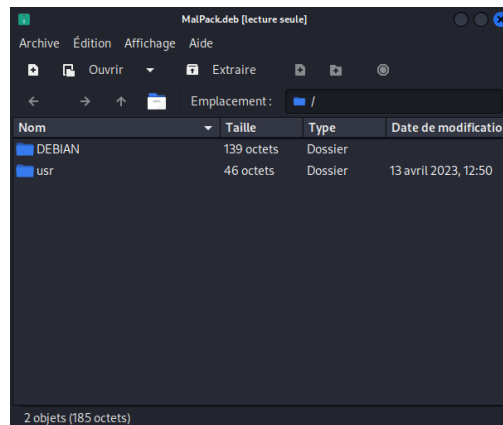 MalPack.deb [lecture seule]
Archive Édition Affichage Aide
Ouvrir Extraire
Emplacement : /
Nom Taille Type Date de modificatio
DEBIAN 139 octets Dossier
usr 46 octets Dossier 13 avril 2023, 12:50
2 objets (185 octets)